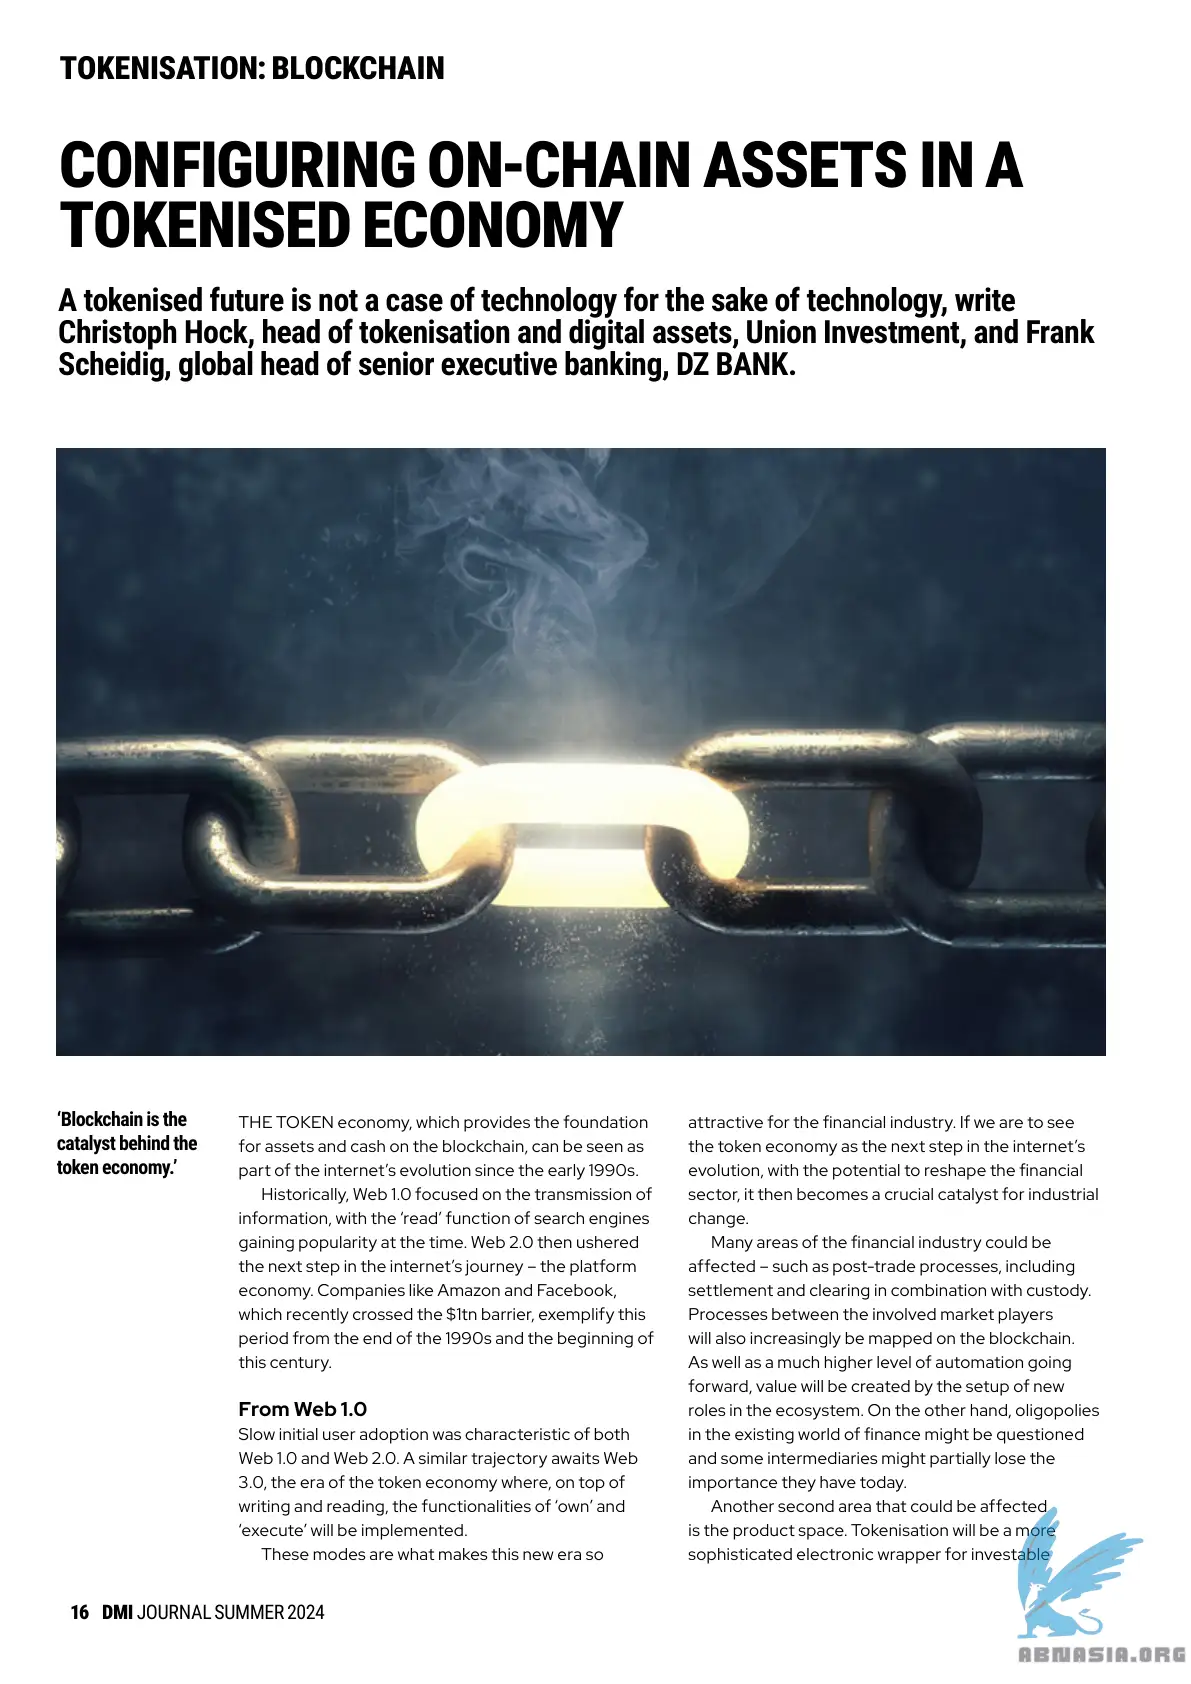 TOKENISATION: BLOCKCHAIN
CONFIGURING ON-CHAIN ASSETS IN A
TOKENISED ECONOMY
A tokenised future is not a case of technology for the sake of technology, write
Christoph Hock, head of tokenisation and digital assets, Union Investment, and Frank
Scheidig, global head of senior executive banking, DZ BANK.
‘Blockchain is the
catalyst behind the
token economy.’
THE TOKEN economy, which provides the foundation
for assets and cash on the blockchain, can be seen as
part of the internet’s evolution since the early 1990s.
Historically, Web 1.0 focused on the transmission of
information, with the ‘read’ function of search engines
gaining popularity at the time. Web 2.0 then ushered
the next step in the internet’s journey – the platform
economy. Companies like Amazon and Facebook,
which recently crossed the $1tn barrier, exemplify this
period from the end of the 1990s and the beginning of
this century.
From Web 1.0
Slow initial user adoption was characteristic of both
Web 1.0 and Web 2.0. A similar trajectory awaits Web
3.0, the era of the token economy where, on top of
writing and reading, the functionalities of ‘own’ and
‘execute’ will be implemented.
These modes are what makes this new era so
attractive for the financial industry. If we are to see
the token economy as the next step in the internet’s
evolution, with the potential to reshape the financial
sector, it then becomes a crucial catalyst for industrial
change.
Many areas of the financial industry could be
affected – such as post-trade processes, including
settlement and clearing in combination with custody.
Processes between the involved market players
will also increasingly be mapped on the blockchain.
As well as a much higher level of automation going
forward, value will be created by the setup of new
roles in the ecosystem. On the other hand, oligopolies
in the existing world of finance might be questioned
and some intermediaries might partially lose the
importance they have today.
Another second area that could be affected
is the product space. Tokenisation will be a more
sophisticated electronic wrapper for investable
16 DMI JOURNAL SUMMER 2024
ABNASIA.ORG